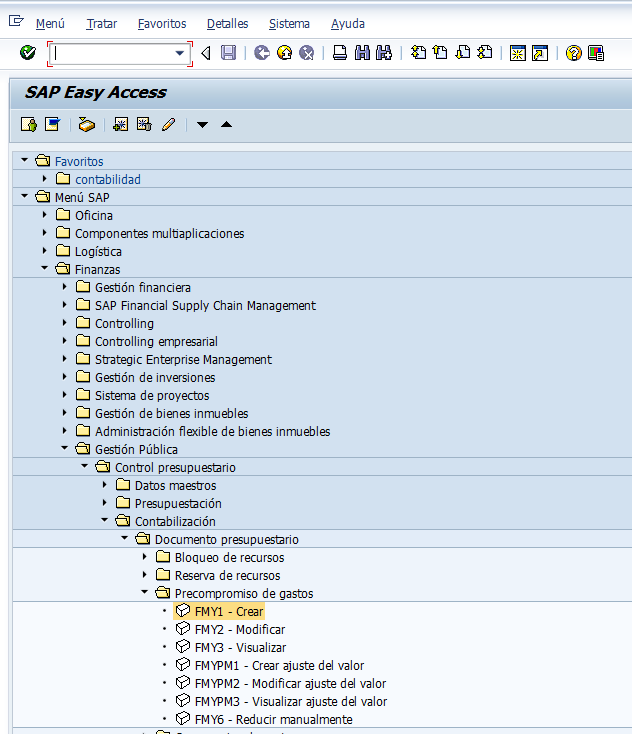 Menú Tratar Favoritos Detalles Sistema Ayuda
SAP Easy Access
Favoritos
contabilidad
Menú SAP
Oficina
Componentes multiaplicaciones
Logística
Finanzas
Gestión financiera
SAP Financial Supply Chain Management
Controlling
Controlling empresarial
Strategic Enterprise Management
Gestión de inversiones
Sistema de proyectos
Gestión de bienes inmuebles
Administración flexible de bienes inmuebles
Gestión Pública
Control presupuestario
Datos maestros
Presupuestación
Contabilización
Documento presupuestario
Bloqueo de recursos
Reserva de recursos
Precompromiso de gastos
FMY1 - Crear
FMY2 - Modificar
FMY3 - Visualizar
FMYPM1 - Crear ajuste del valor
FMYPM2 - Modificar ajuste del valor
FMYPM3 - Visualizar ajuste del valor
FMY6 - Reducir manualmente